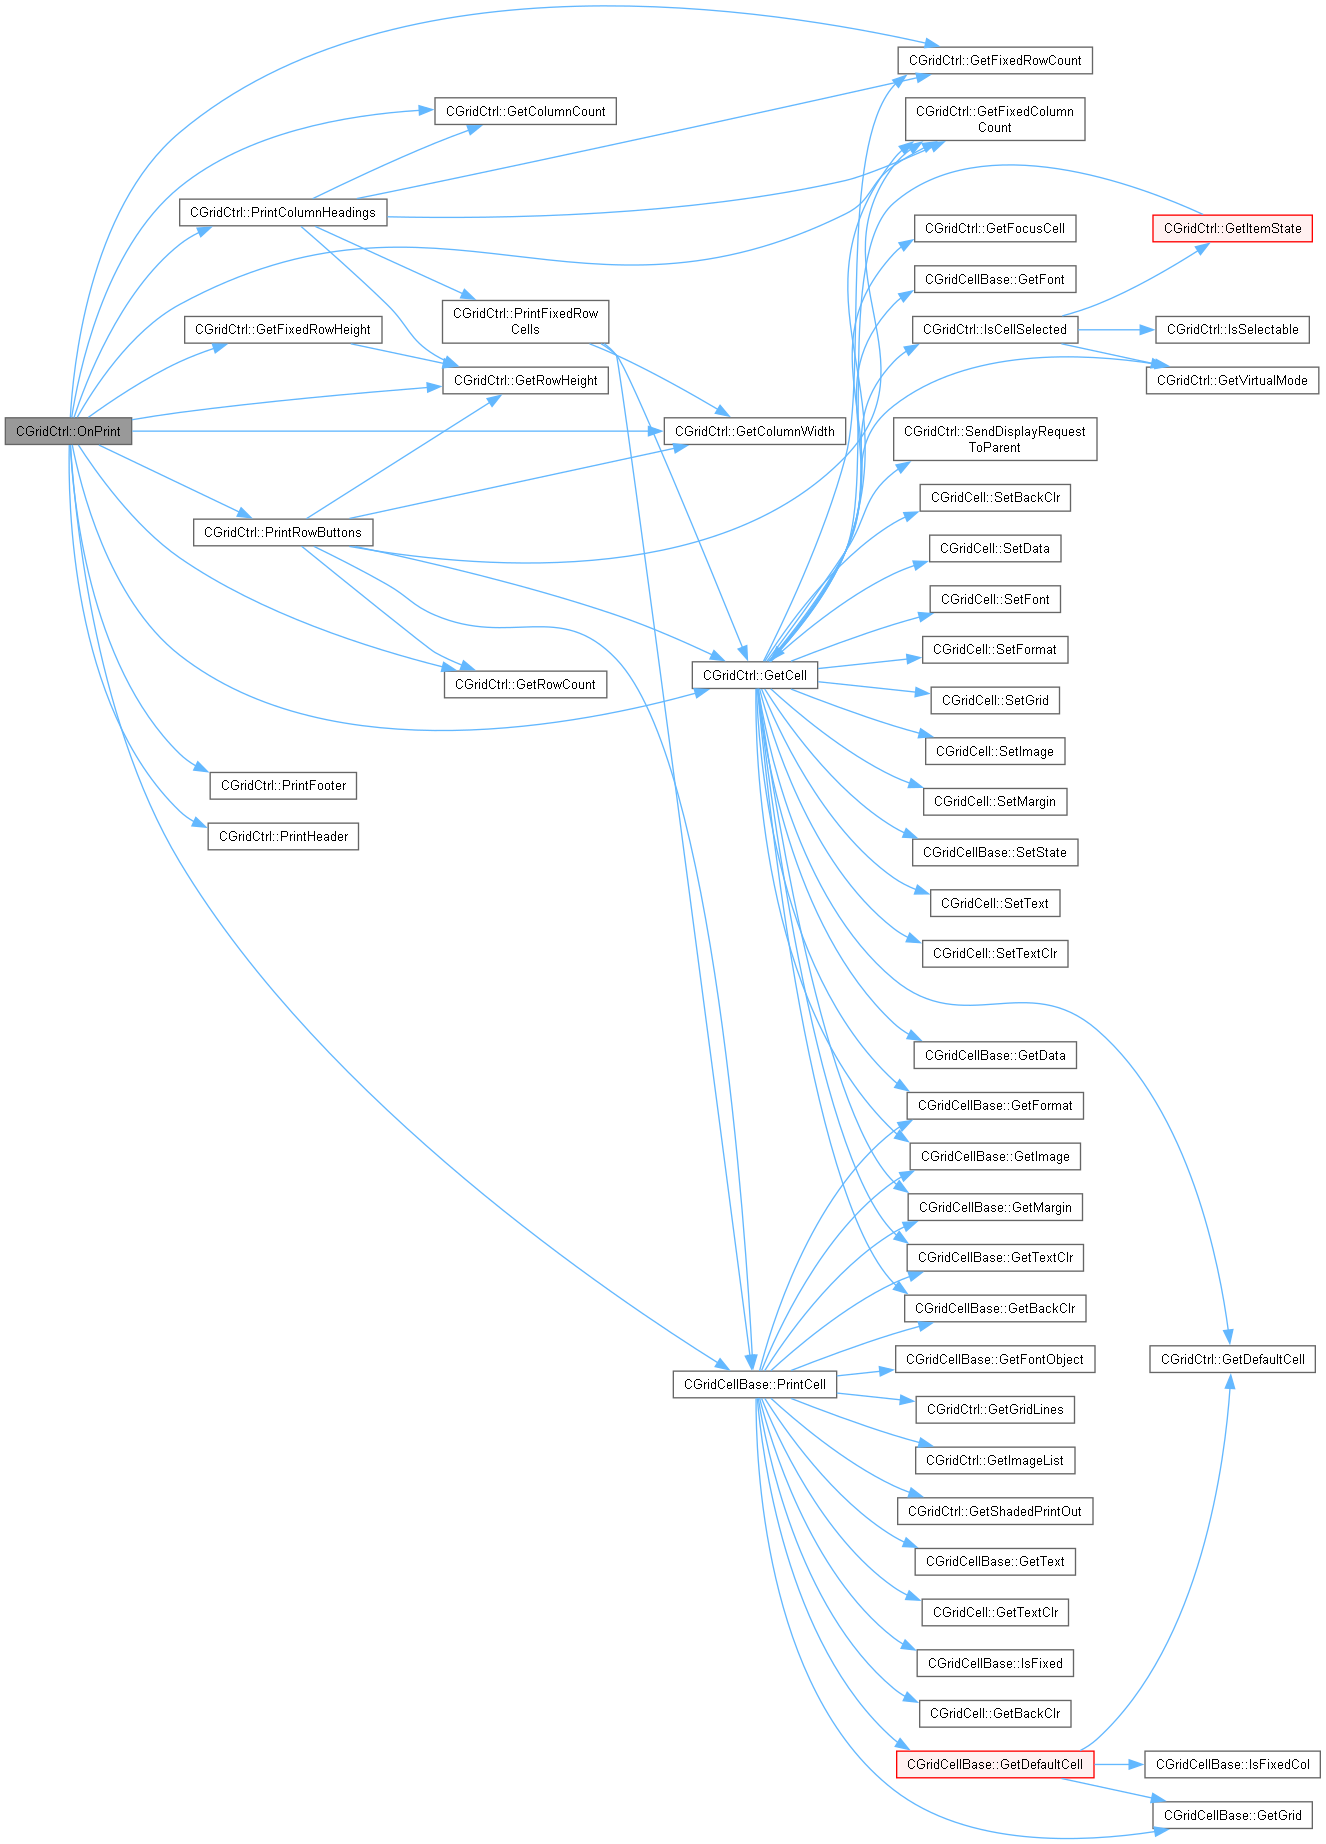 CGridCtrl::OnPrint
CGridCtrl::PrintColumnHeadings
CGridCtrl::GetFixedRowHeight
CGridCtrl::PrintRowButtons
CGridCtrl::PrintFooter
CGridCtrl::PrintHeader
CGridCtrl::GetColumnCount
CGridCtrl::PrintFixedRow
Cells
CGridCtrl::GetRowHeight
CGridCtrl::GetRowCount
CGridCtrl::GetColumnWidth
CGridCtrl::GetCell
CGridCellBase::PrintCell
CGridCtrl::GetFixedRowCount
CGridCtrl::GetFixedColumn
Count
CGridCtrl::GetFocusCell
CGridCellBase::GetFont
CGridCtrl::IsCellSelected
CGridCtrl::SendDisplayRequest
ToParent
CGridCell::SetBackClr
CGridCell::SetData
CGridCell::SetFont
CGridCell::SetFormat
CGridCell::SetGrid
CGridCell::SetImage
CGridCell::SetMargin
CGridCellBase::SetState
CGridCell::SetText
CGridCell::SetTextClr
CGridCellBase::GetData
CGridCellBase::GetFormat
CGridCellBase::GetImage
CGridCellBase::GetMargin
CGridCellBase::GetTextClr
CGridCellBase::GetBackClr
CGridCellBase::GetFontObject
CGridCtrl::GetGridLines
CGridCtrl::GetImageList
CGridCtrl::GetShadedPrintOut
CGridCellBase::GetText
CGridCell::GetTextClr
CGridCellBase::IsFixed
CGridCell::GetBackClr
CGridCellBase::GetDefaultCell
CGridCtrl::GetItemState
CGridCtrl::IsSelectable
CGridCtrl::GetVirtualMode
CGridCtrl::GetDefaultCell
CGridCellBase::IsFixedCol
CGridCellBase::GetGrid